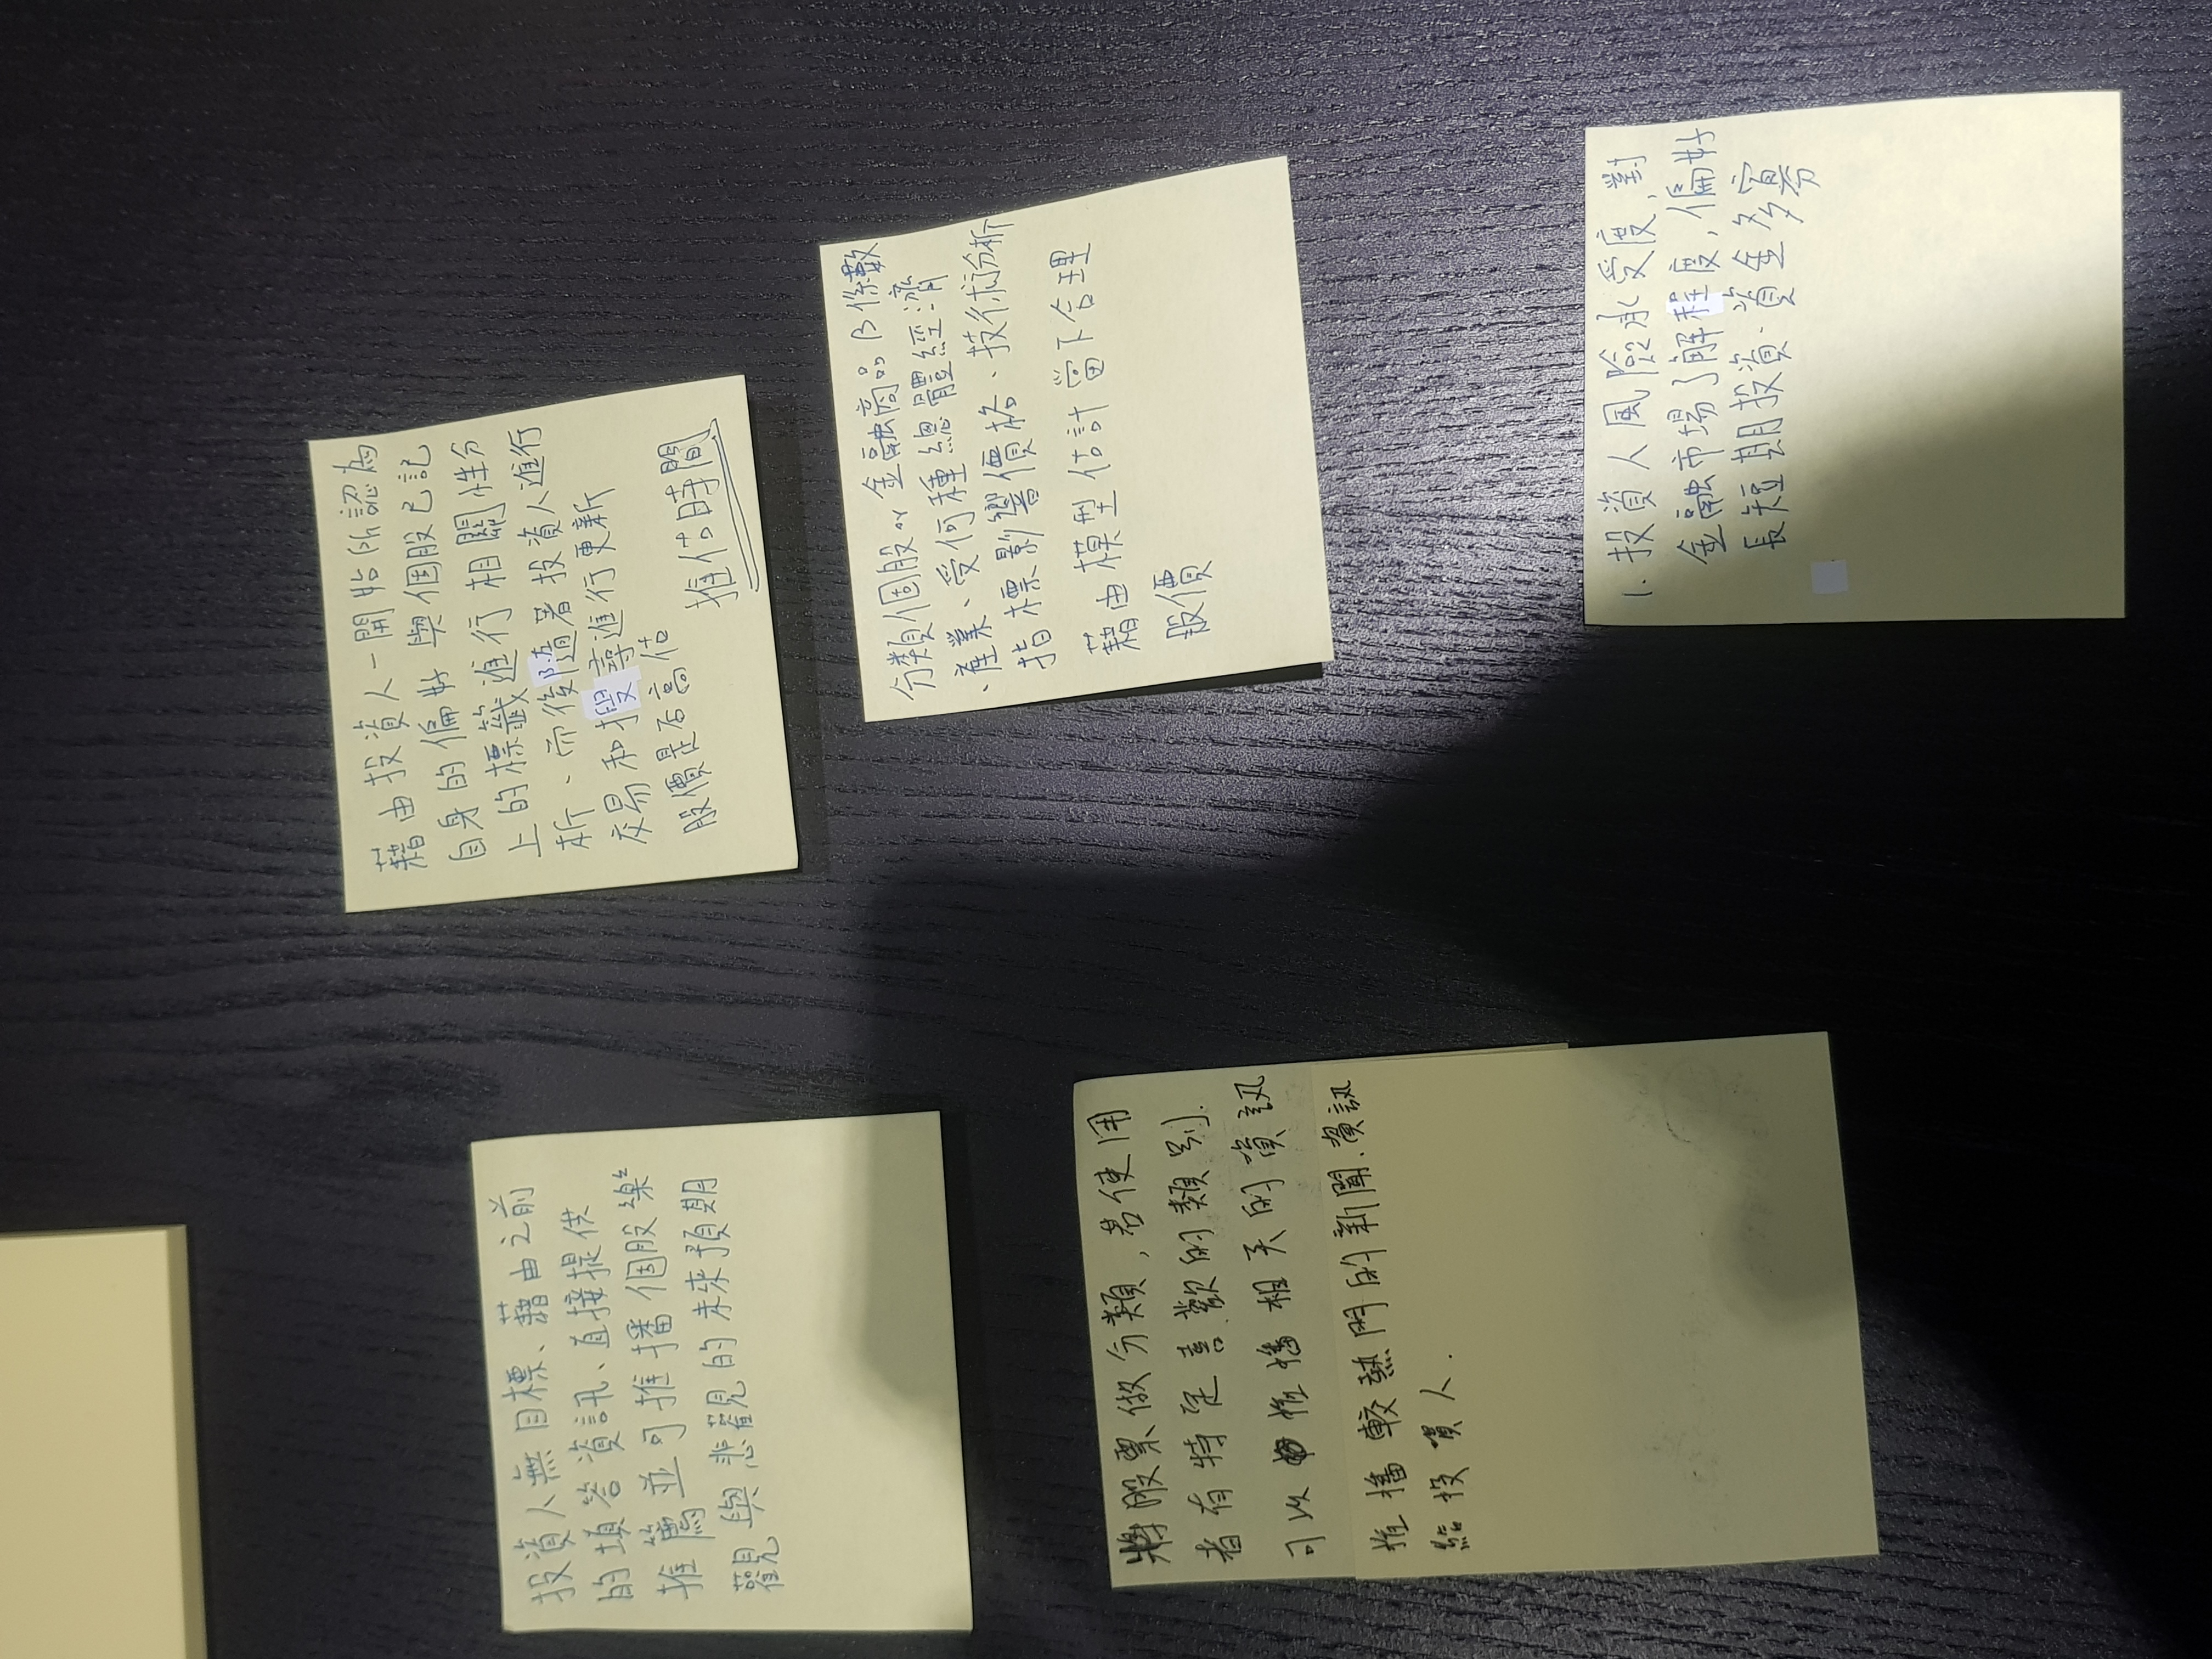 投資人無目標、藉由之前
的填答資訊、直接提供
推薦並可推播個股樂
觀與悲觀的未來預期
藉由投資人一開始所認為
自身的偏好與個股已記
上的標籤進行相關性分
析、而後隨著投資人進行
交易和搜尋進行更新
股價是否高估
推估時間
分類個股or金融商品β係數
、產業、受何種總體經濟
指標影響價格、技術分析
藉由模型估計當下合理
股價
將股票做分類,若使用
者有特定喜歡的類別.
可以推播相关的資訊
推播較熱門的新聞、資訊
給投資人.
1. 投資人風險承受度,對
金融市場了解程度,偏好
長短期投資、資金多寡